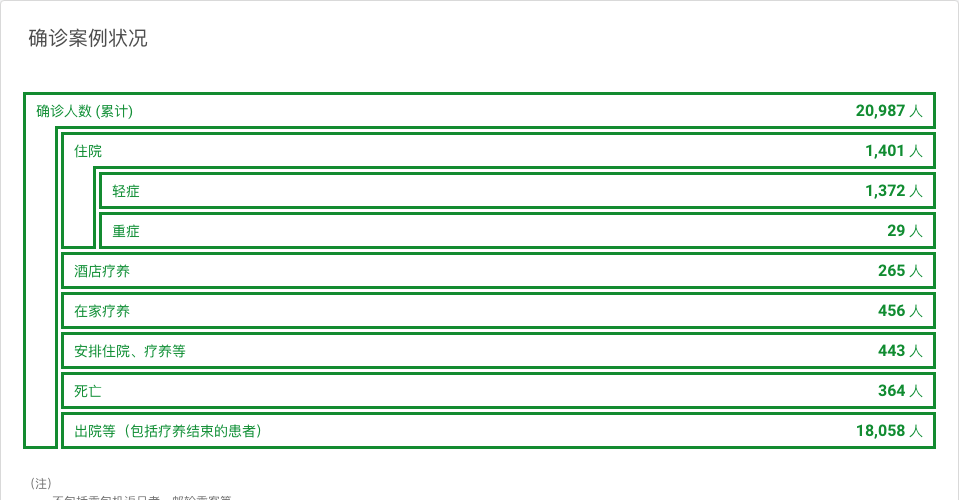 确诊案例状况
确诊人数 (累计) 20,987 人
住院 1,401 人
轻症 1,372 人
重症 29 人
酒店疗养 265 人
在家疗养 456 人
安排住院、疗养等 443 人
死亡 364 人
出院等（包括疗养结束的患者） 18,058 人
(注)